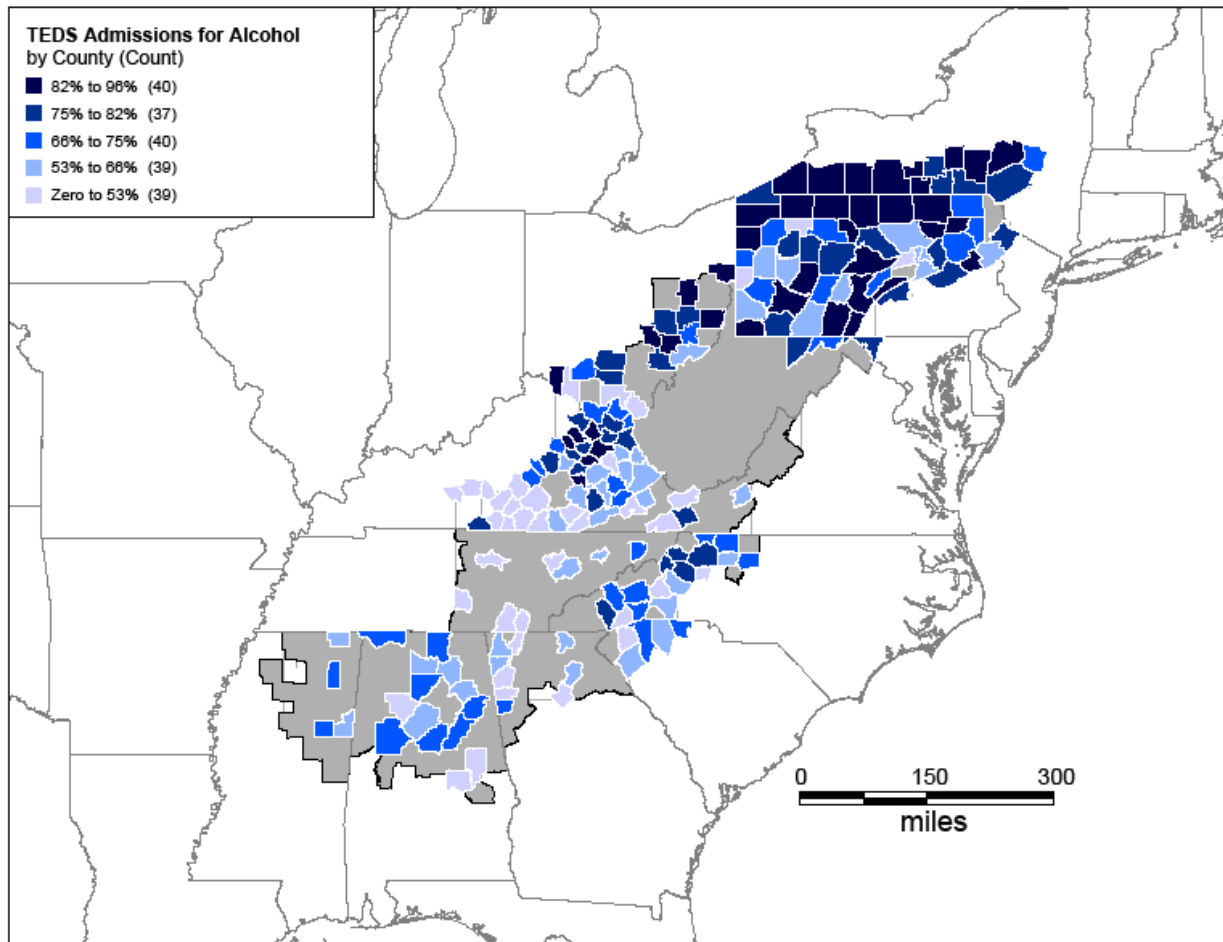 TEDS Admissions for Alcohol
by County (Count)
82% to 96% (40)
75% to 82% (37)
66% to 75% (40)
53% to 66% (39)
Zero to 53% (39)
0 150 300
miles